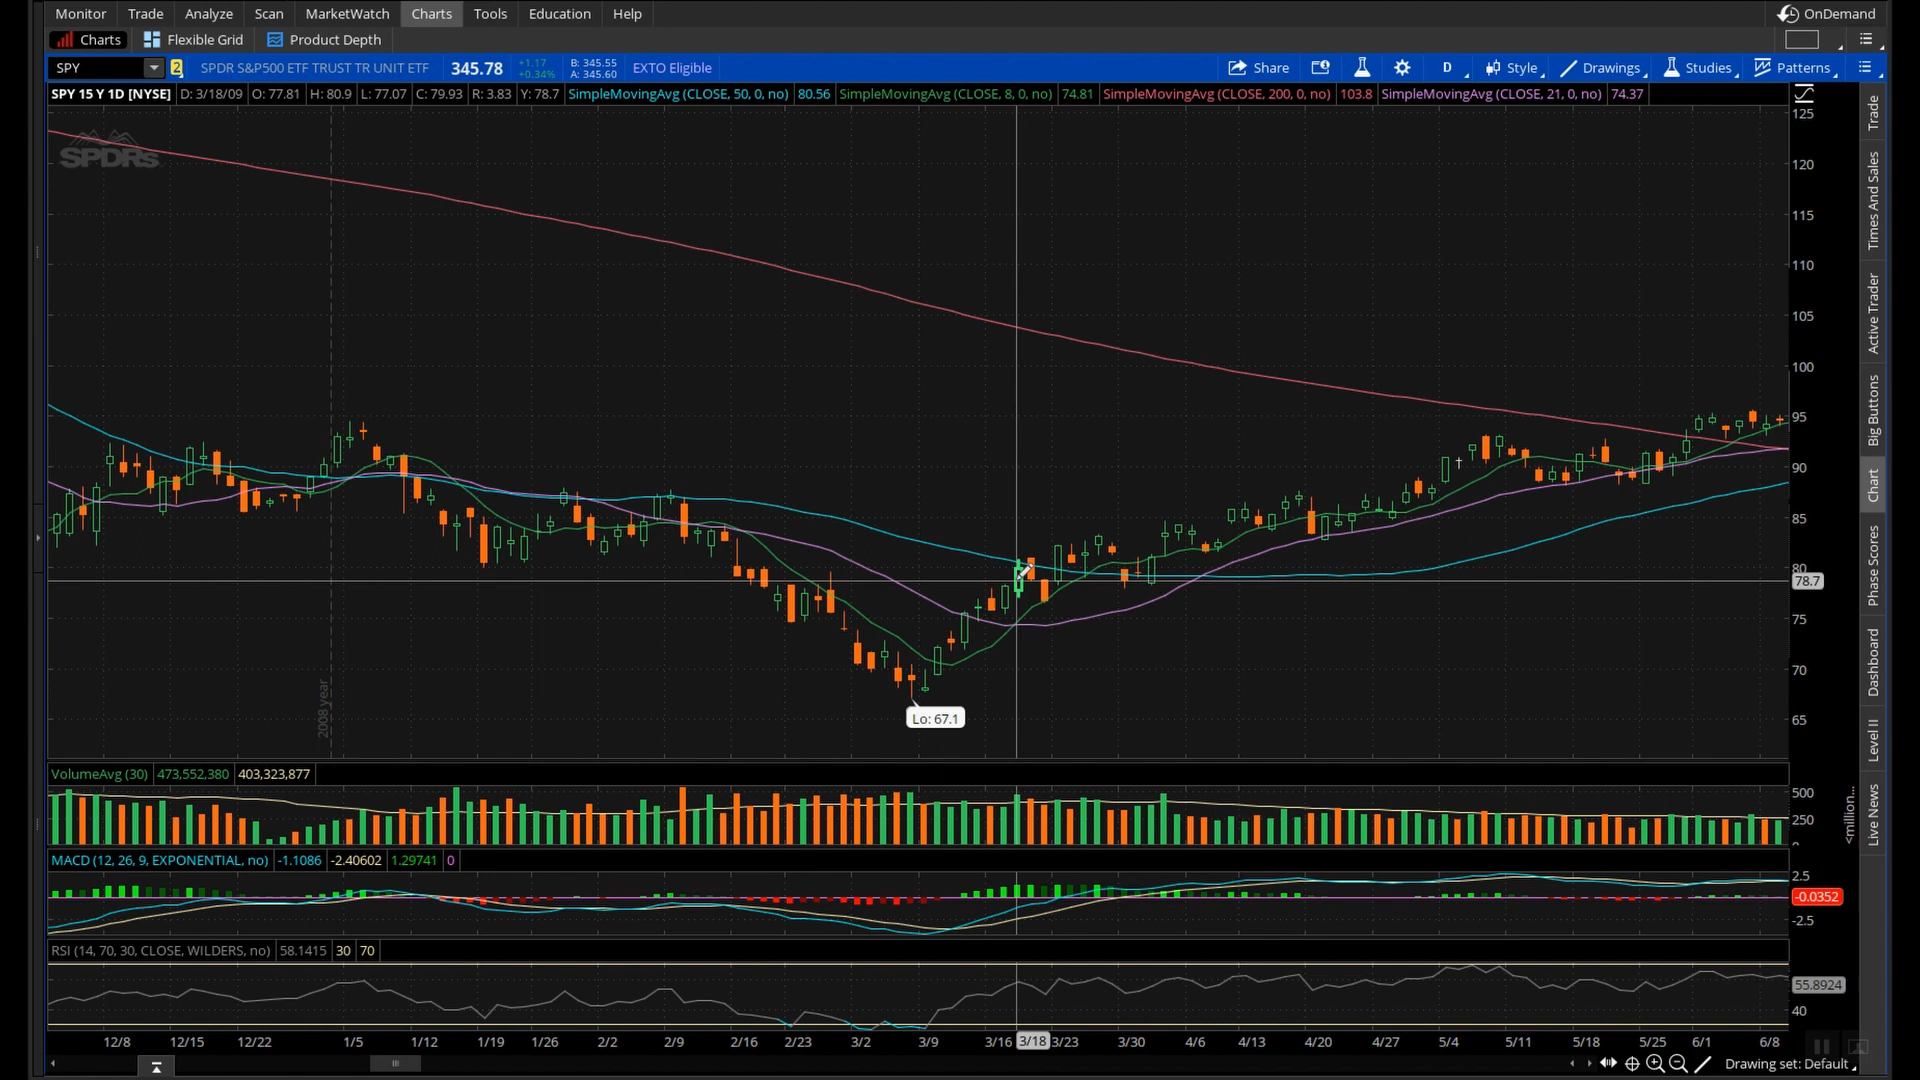 Monitor Trade Analyze Scan MarketWatch Charts Tools Education Help OnDemand
Charts Flexible Grid Product Depth
SPY 2 SPDR S&P500 ETF TRUST TR UNIT ETF 345.78 +1.17 +0.34% B: 345.55 A: 345.60 EXTO Eligible Share D Style Drawings Studies Patterns
SPY 15 Y 1D [NYSE] D: 3/18/09 O: 77.81 H: 80.9 L: 77.07 C: 79.93 R: 3.83 Y: 78.7 SimpleMovingAvg (CLOSE, 50, 0, no) 80.56 SimpleMovingAvg (CLOSE, 8, 0, no) 74.81 SimpleMovingAvg (CLOSE, 200, 0, no) 103.8 SimpleMovingAvg (CLOSE, 21, 0, no) 74.37
SPDRs
125
120
115
110
105
100
95
90
85
80
78.7
75
70
65
2008 year
Lo: 67.1
VolumeAvg (30) 473,552,380 403,323,877
500
250
0
<million...
MACD (12, 26, 9, EXPONENTIAL, no) -1.1086 -2.40602 1.29741 0
2.5
-0.0352
-2.5
RSI (14, 70, 30, CLOSE, WILDERS, no) 58.1415 30 70
55.8924
40
12/8 12/15 12/22 1/5 1/12 1/19 1/26 2/2 2/9 2/16 2/23 3/2 3/9 3/16 3/18 3/23 3/30 4/6 4/13 4/20 4/27 5/4 5/11 5/18 5/25 6/1 6/8
Drawing set: Default
Trade
Times And Sales
Active Trader
Big Buttons
Chart
Phase Scores
Dashboard
Level II
Live News